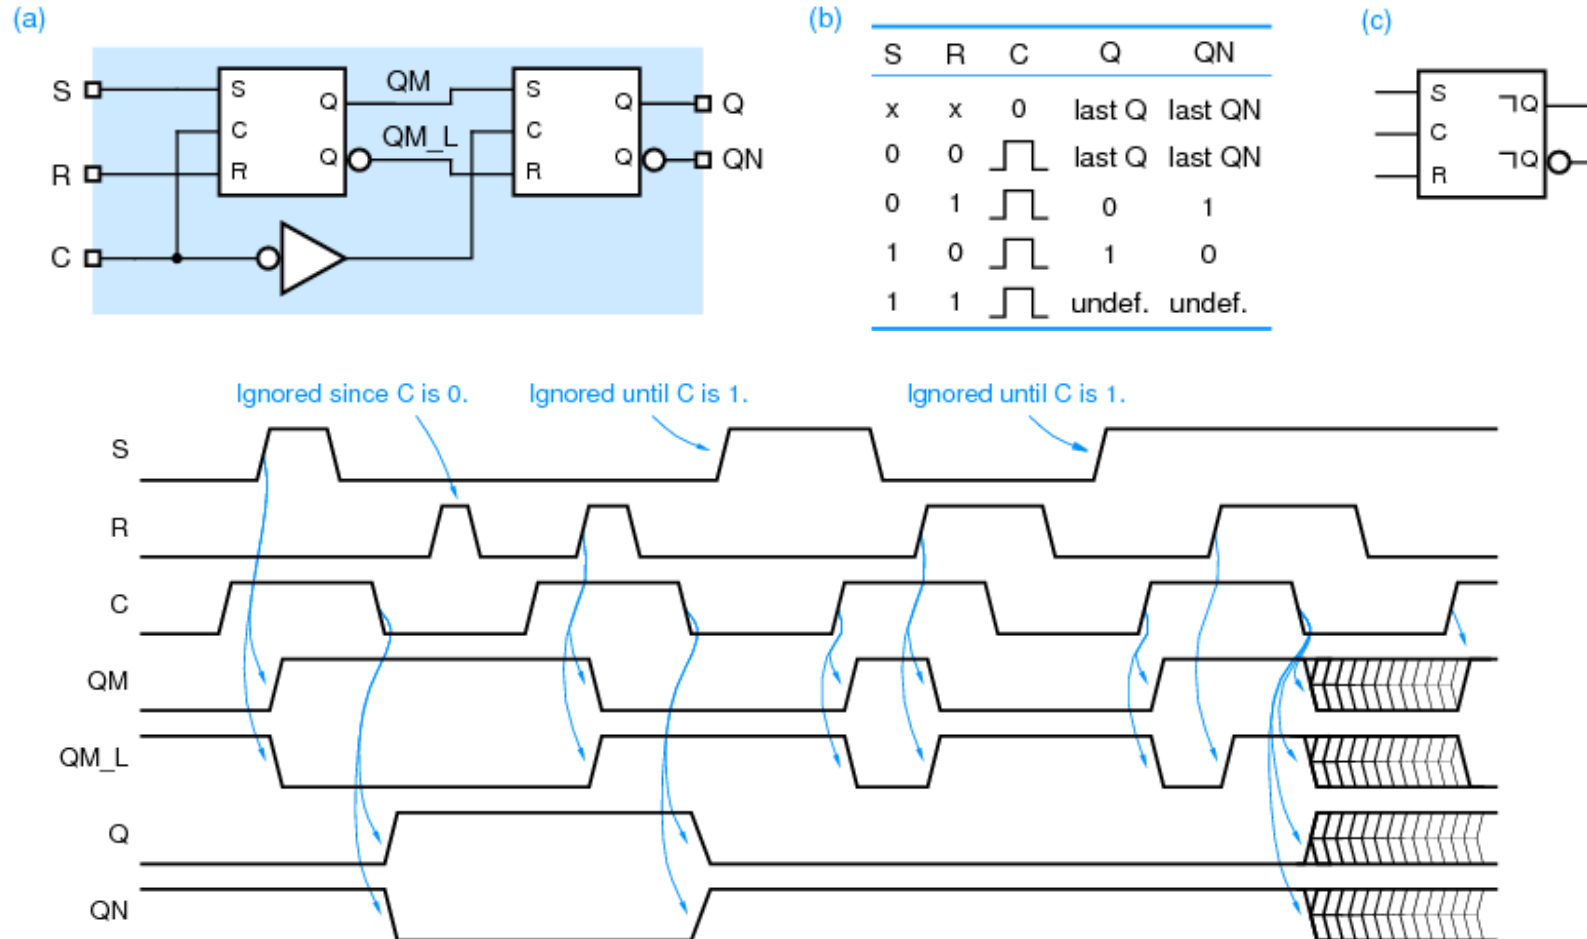 (a)
S
R
C
S
C
R
Q
Q
QM
QM_L
S
C
R
Q
Q
Q
QN
(b)
S R C Q QN
x x 0 last Q last QN
0 0 last Q last QN
0 1 0 1
1 0 1 0
1 1 undef. undef.
(c)
S
C
R
¬Q
¬Q
Ignored since C is 0. Ignored until C is 1. Ignored until C is 1.
S
R
C
QM
QM_L
Q
QN